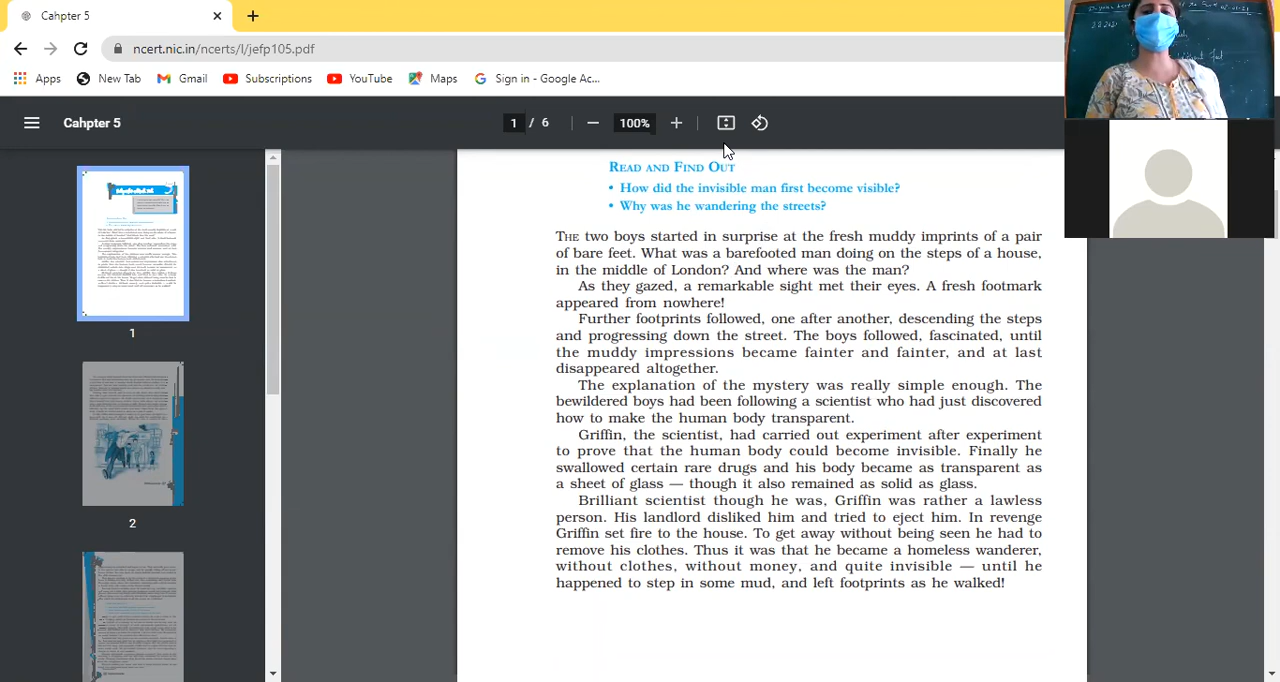 Cahpter 5
ncert.nic.in/ncerts/l/jefp105.pdf
Apps New Tab Gmail Subscriptions YouTube Maps Sign in - Google Ac...
Cahpter 5
1 / 6
100%
READ AND FIND OUT
• How did the invisible man first become visible?
• Why was he wandering the streets?
THE two boys started in surprise at the fresh muddy imprints of a pair
of bare feet. What was a barefooted man doing on the steps of a house,
in the middle of London? And where was the man?
As they gazed, a remarkable sight met their eyes. A fresh footmark
appeared from nowhere!
Further footprints followed, one after another, descending the steps
and progressing down the street. The boys followed, fascinated, until
the muddy impressions became fainter and fainter, and at last
disappeared altogether.
The explanation of the mystery was really simple enough. The
bewildered boys had been following a scientist who had just discovered
how to make the human body transparent.
Griffin, the scientist, had carried out experiment after experiment
to prove that the human body could become invisible. Finally he
swallowed certain rare drugs and his body became as transparent as
a sheet of glass — though it also remained as solid as glass.
Brilliant scientist though he was, Griffin was rather a lawless
person. His landlord disliked him and tried to eject him. In revenge
Griffin set fire to the house. To get away without being seen he had to
remove his clothes. Thus it was that he became a homeless wanderer,
without clothes, without money, and quite invisible — until he
happened to step in some mud, and left footprints as he walked!
1
2